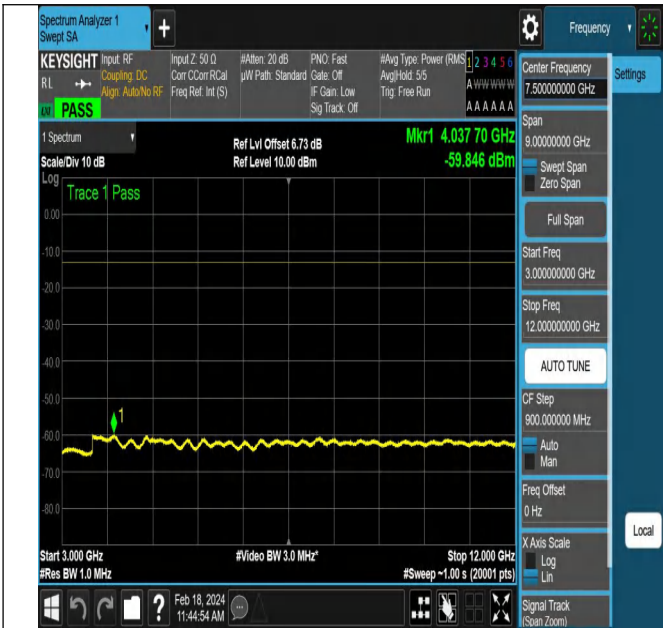 Spectrum Analyzer 1
Swept SA
Frequency
KEYSIGHT
RL
PASS
Input: RF
Coupling: DC
Align: Auto/No RF
Input Z: 50 Ω
Corr CCorr RCal
Freq Ref: Int (S)
#Atten: 20 dB
µW Path: Standard
PNO: Fast
Gate: Off
IF Gain: Low
Sig Track: Off
#Avg Type: Power (RMS
Avg|Hold: 5/5
Trig: Free Run
1 2 3 4 5 6
A W W W W W
A A A A A A
1 Spectrum
Scale/Div 10 dB
Log
Ref Lvl Offset 6.73 dB
Ref Level 10.00 dBm
Mkr1 4.037 70 GHz
-59.846 dBm
Trace 1 Pass
0.00
-10.0
-20.0
-30.0
-40.0
-50.0
-60.0
-70.0
-80.0
1
Start 3.000 GHz
#Res BW 1.0 MHz
#Video BW 3.0 MHz*
Stop 12.000 GHz
#Sweep ~1.00 s (20001 pts)
Feb 18, 2024
11:44:54 AM
Center Frequency
7.500000000 GHz
Settings
Span
9.00000000 GHz
Swept Span
Zero Span
Full Span
Start Freq
3.000000000 GHz
Stop Freq
12.000000000 GHz
AUTO TUNE
CF Step
900.000000 MHz
Auto
Man
Freq Offset
0 Hz
X Axis Scale
Log
Lin
Local
Signal Track
(Span Zoom)